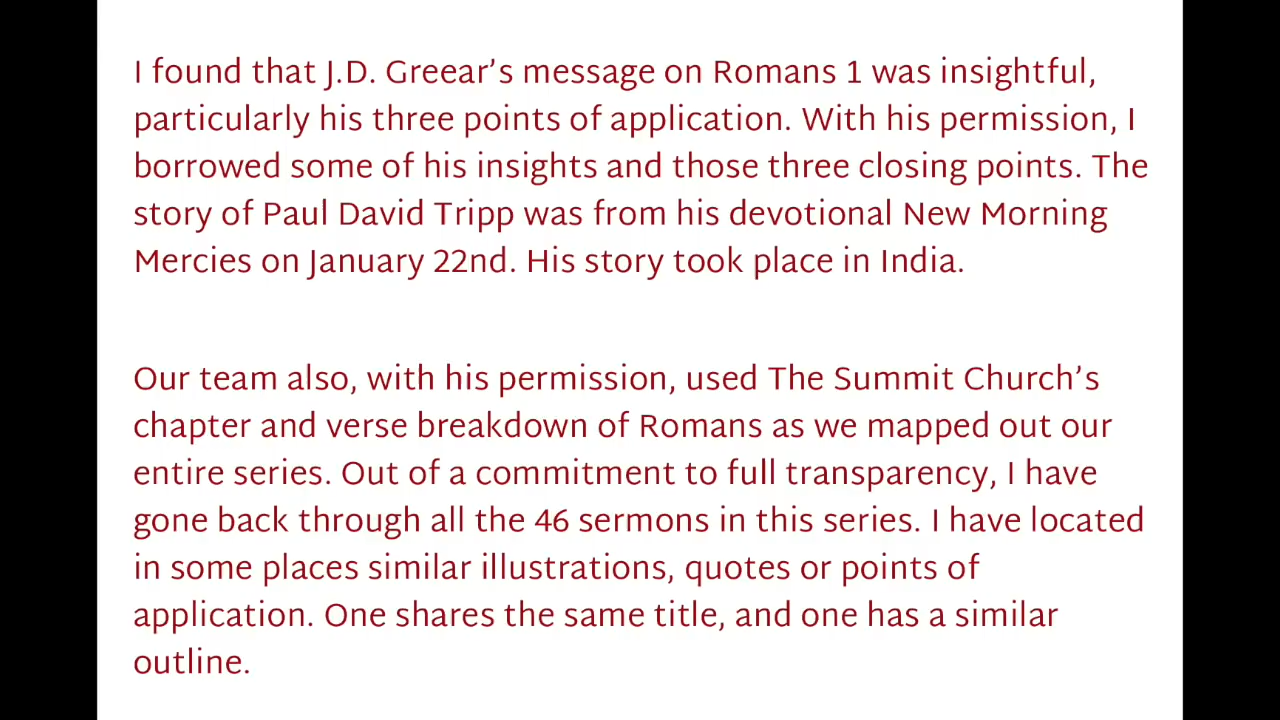 I found that J.D. Greear’s message on Romans 1 was insightful,
particularly his three points of application. With his permission, I
borrowed some of his insights and those three closing points. The
story of Paul David Tripp was from his devotional New Morning
Mercies on January 22nd. His story took place in India.
Our team also, with his permission, used The Summit Church’s
chapter and verse breakdown of Romans as we mapped out our
entire series. Out of a commitment to full transparency, I have
gone back through all the 46 sermons in this series. I have located
in some places similar illustrations, quotes or points of
application. One shares the same title, and one has a similar
outline.